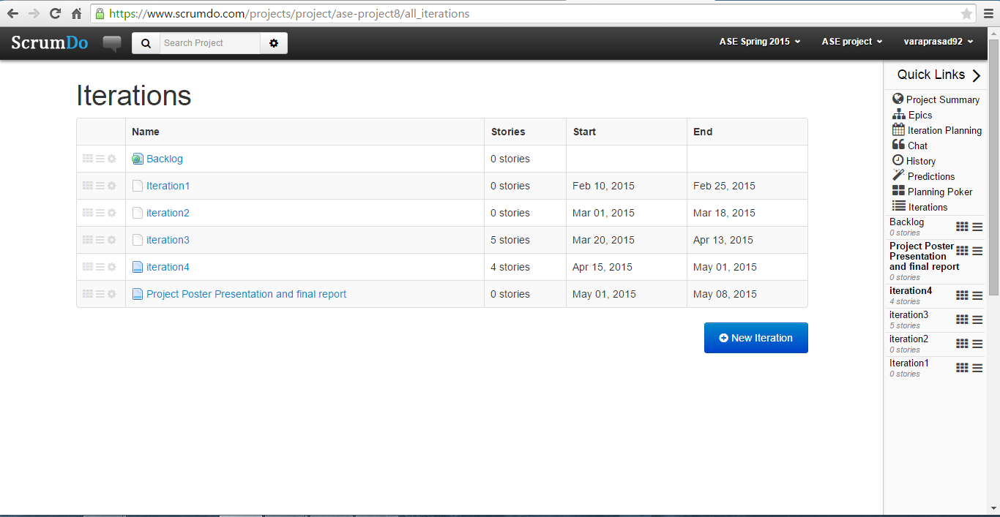 https://www.scrumdo.com/projects/project/ase-project8/all_iterations
ScrumDo Search Project ASE Spring 2015 ASE project varaprasad92
Iterations
Name Stories Start End
Backlog 0 stories
Iteration1 0 stories Feb 10, 2015 Feb 25, 2015
iteration2 0 stories Mar 01, 2015 Mar 18, 2015
iteration3 5 stories Mar 20, 2015 Apr 13, 2015
iteration4 4 stories Apr 15, 2015 May 01, 2015
Project Poster Presentation and final report 0 stories May 01, 2015 May 08, 2015
New Iteration
Quick Links
Project Summary
Epics
Iteration Planning
Chat
History
Predictions
Planning Poker
Iterations
Backlog
0 stories
Project Poster
Presentation
and final report
0 stories
iteration4
4 stories
iteration3
5 stories
iteration2
0 stories
Iteration1
0 stories